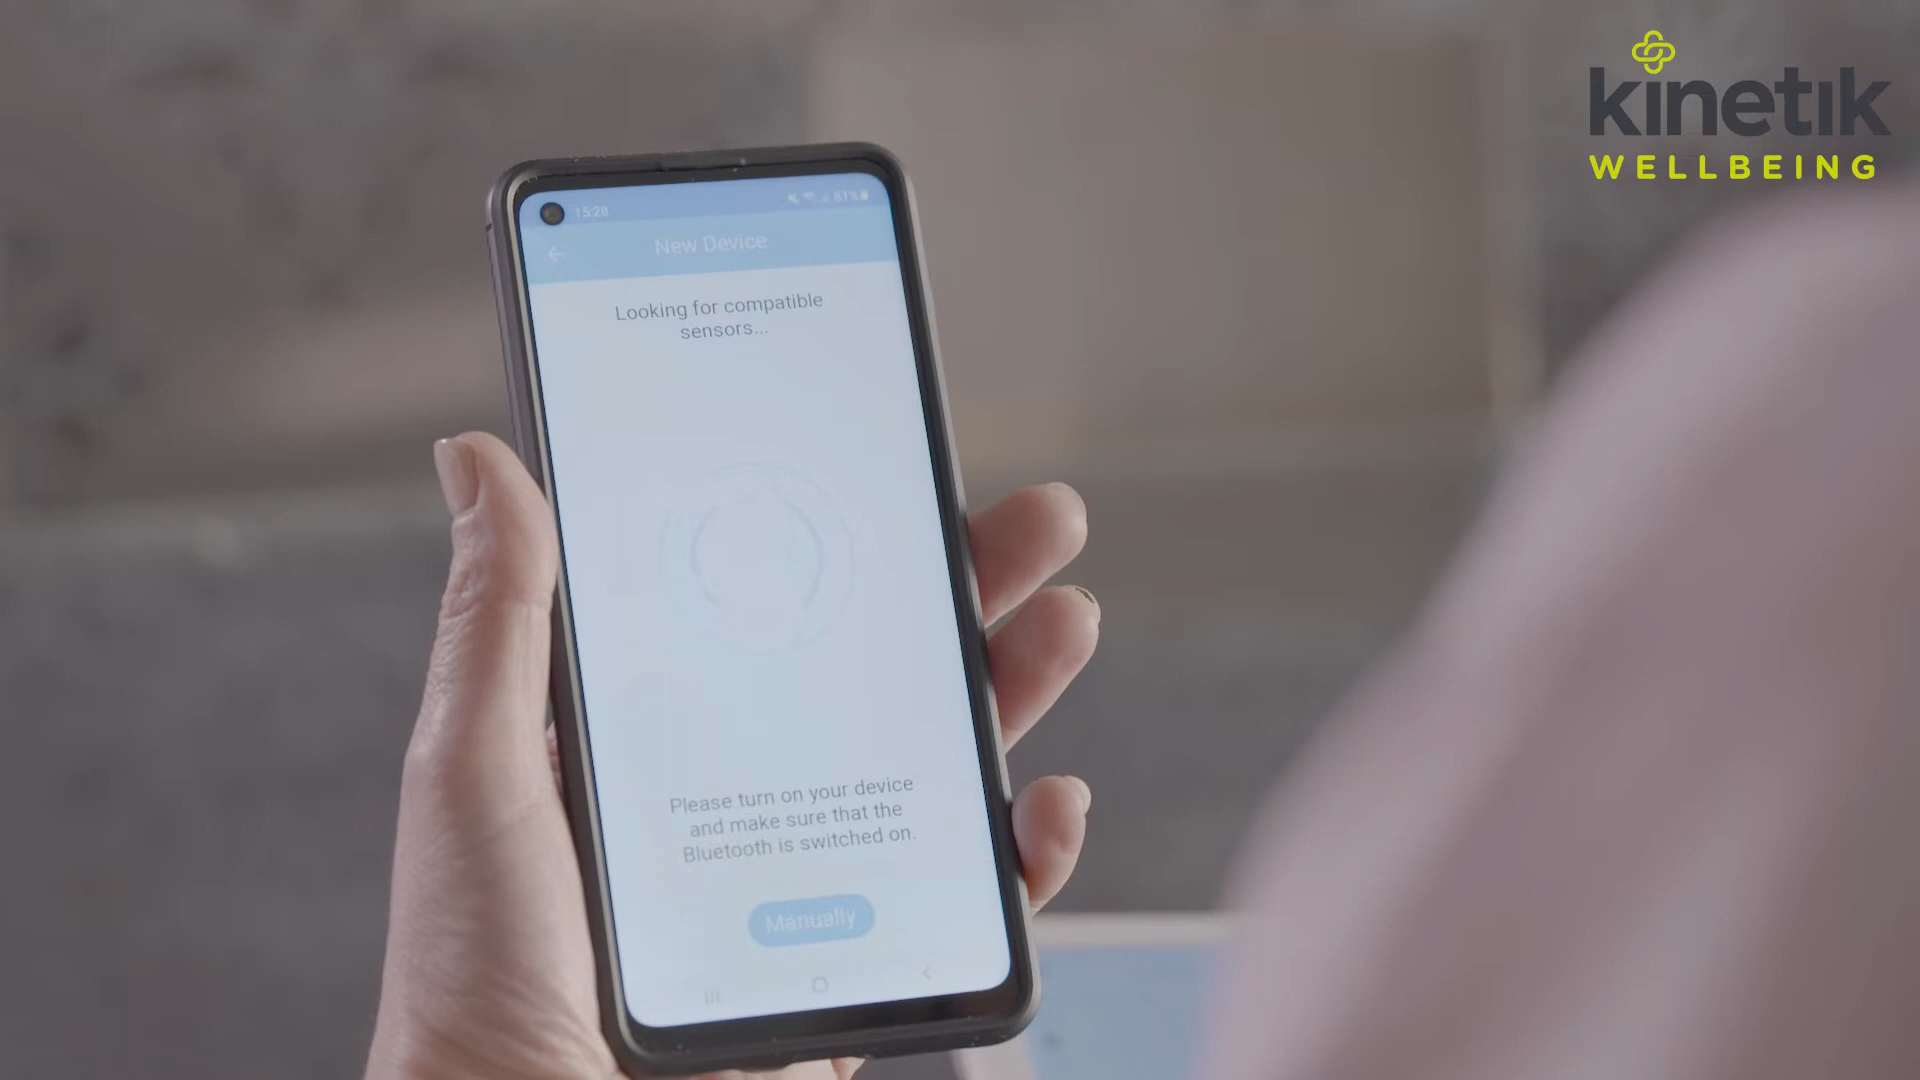 kinetik
WELLBEING
15:28
81%
New Device
Looking for compatible
sensors...
Please turn on your device
and make sure that the
Bluetooth is switched on.
Manually